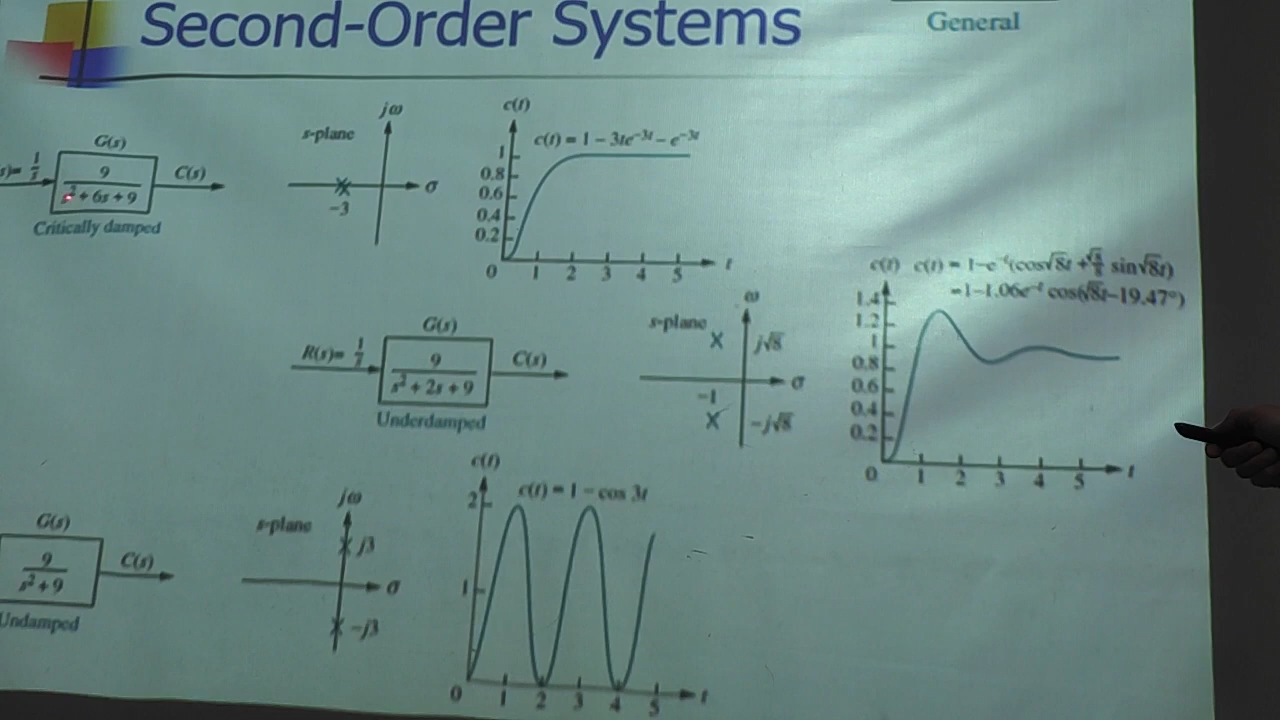 Second-Order Systems
General
G(s)
s)= 1/s
9
s²+6s+9
C(s)
Critically damped
s-plane
jω
σ
−3
c(t)
c(t) = 1 − 3te^−3t − e^−3t
1
0.8
0.6
0.4
0.2
0 1 2 3 4 5 t
G(s)
R(s)= 1/s
9
s²+2s+9
C(s)
Underdamped
s-plane
ω
j√8
σ
−1
−j√8
c(t) c(t) = 1−e^−t(cos√8t + √8/8 sin√8t)
=1−1.06e^−t cos(√8t−19.47°)
1.4
1.2
1
0.8
0.6
0.4
0.2
0 1 2 3 4 5 t
G(s)
9
s²+9
C(s)
Undamped
s-plane
jω
j3
σ
−j3
c(t)
c(t) = 1 − cos 3t
2
1
0 1 2 3 4 5 t